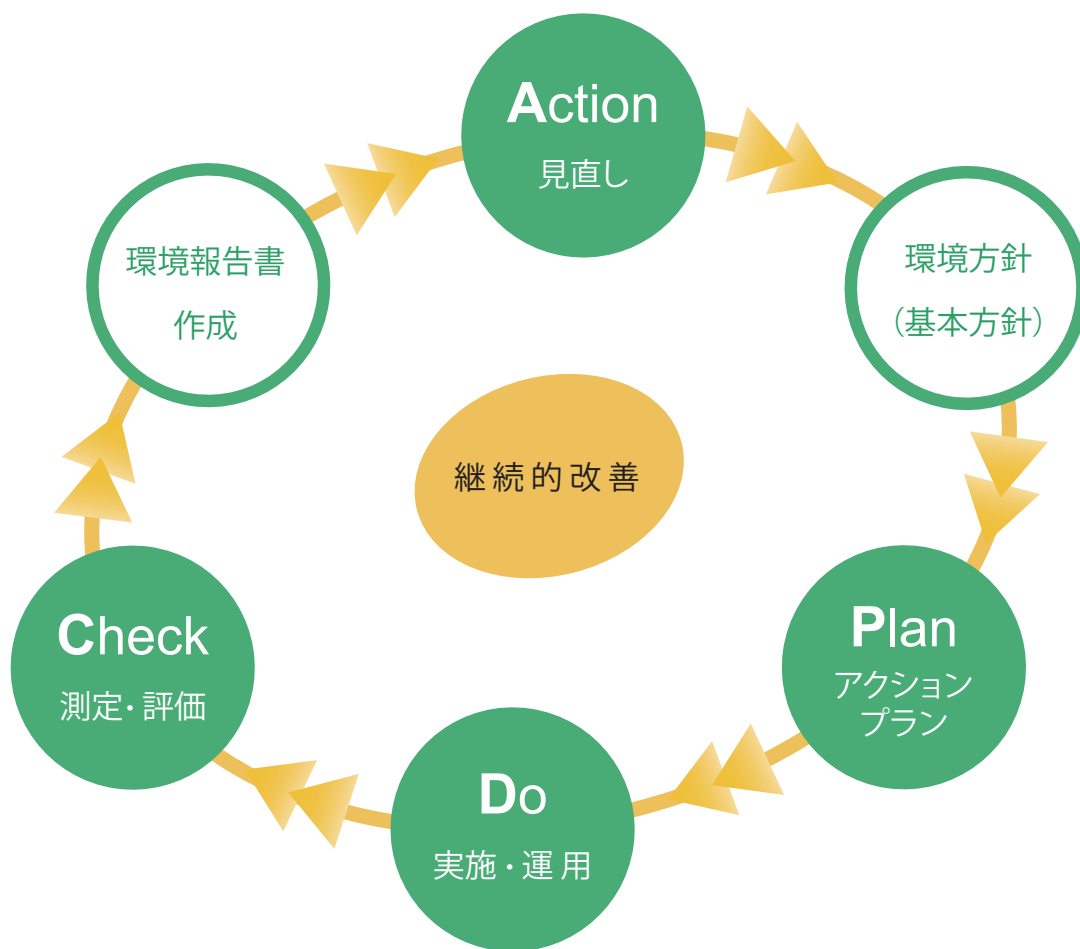 Action
見直し
環境方針
（基本方針）
Plan
アクション
プラン
Do
実施・運用
Check
測定・評価
環境報告書
作成
継続的改善